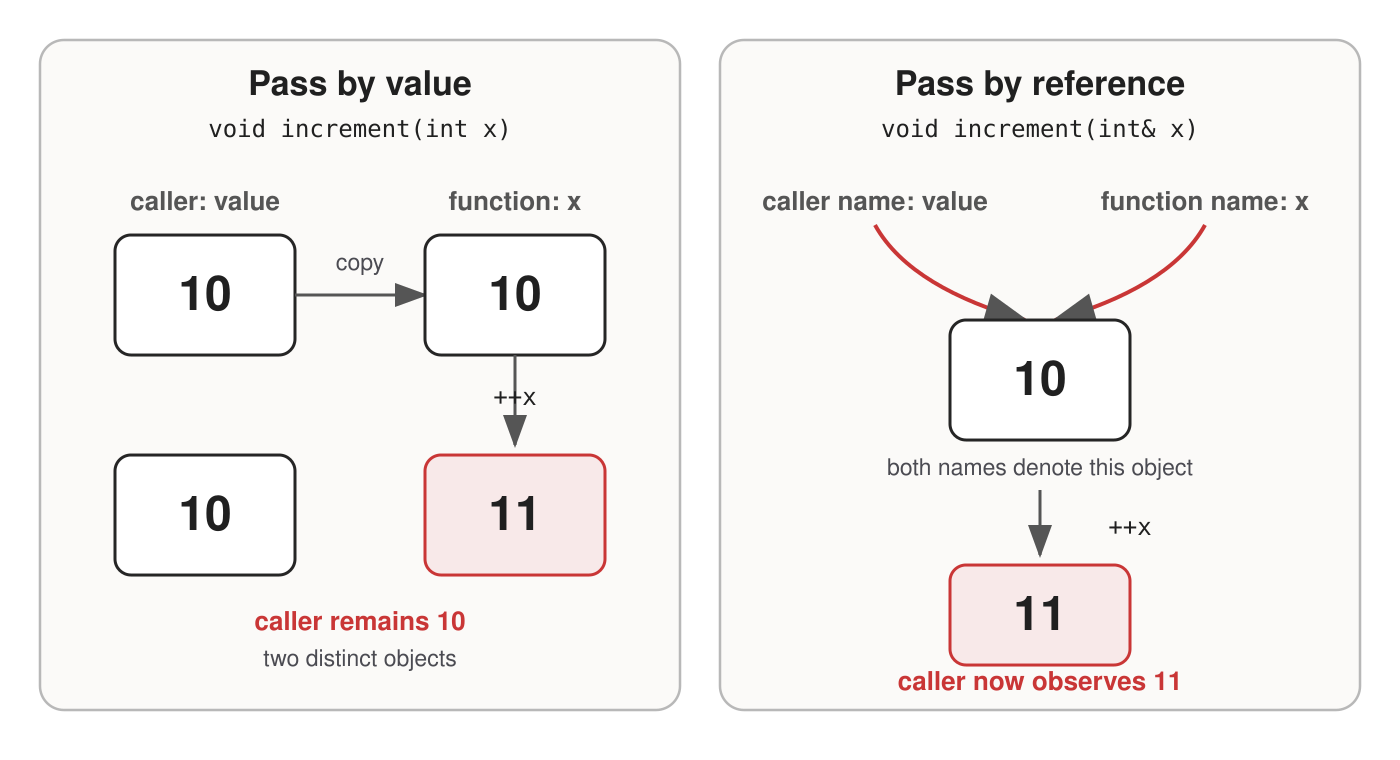 Pass by value
void increment(int x)
caller: value
function: x
10
copy
10
++x
10
11
caller remains 10
two distinct objects
Pass by reference
void increment(int& x)
caller name: value
function name: x
10
both names denote this object
++x
11
caller now observes 11